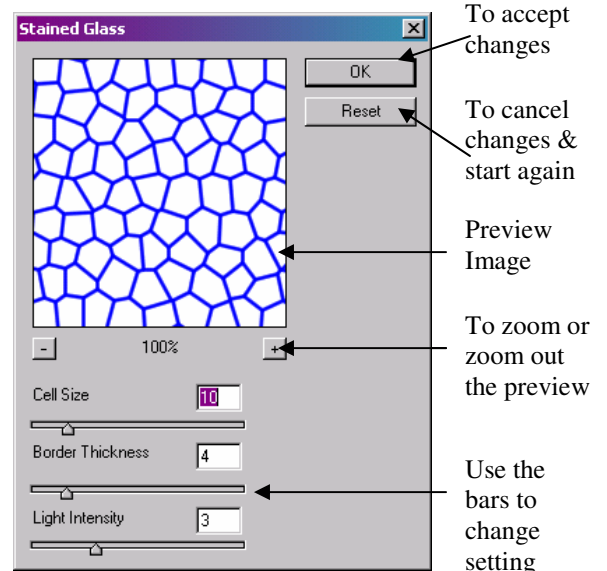 Stained Glass
OK
Reset
-
100%
+
Cell Size
10
Border Thickness
4
Light Intensity
3
To accept
changes
To cancel
changes &
start again
Preview
Image
To zoom or
zoom out
the preview
Use the
bars to
change
setting